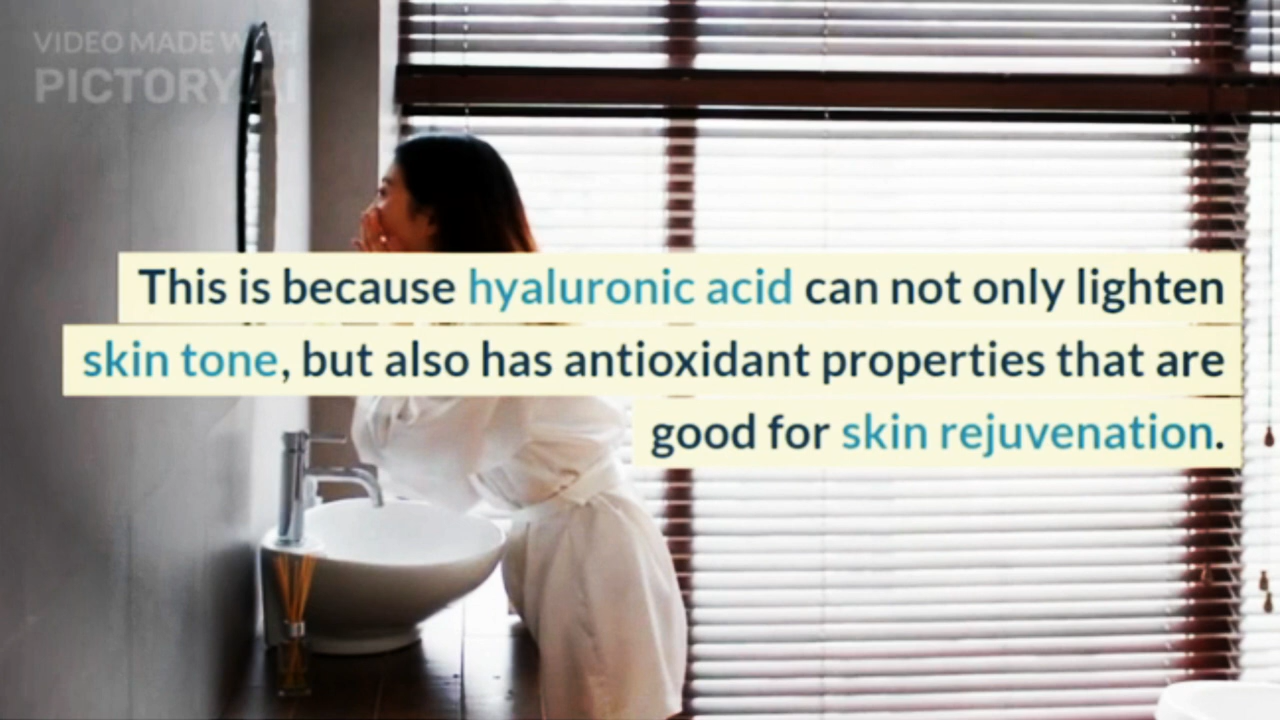 VIDEO MADE WITH
PICTORY.AI
This is because hyaluronic acid can not only lighten
skin tone, but also has antioxidant properties that are
good for skin rejuvenation.